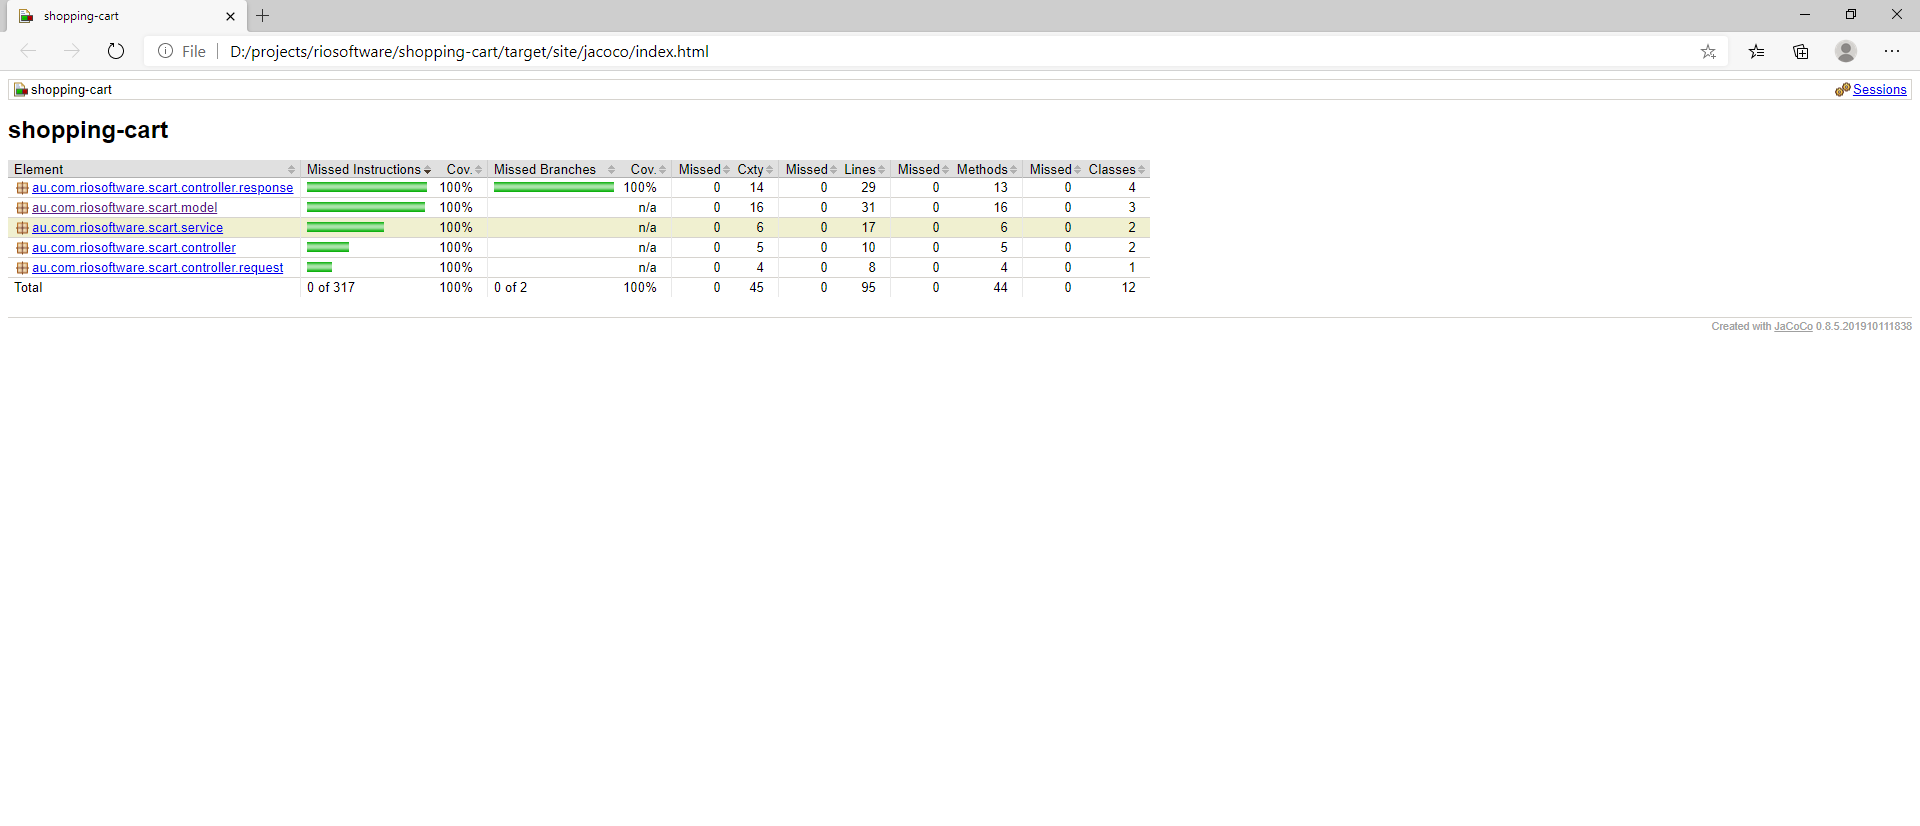 shopping-cart
File D:/projects/riosoftware/shopping-cart/target/site/jacoco/index.html
shopping-cart Sessions
shopping-cart
Element Missed Instructions Cov. Missed Branches Cov. Missed Cxty Missed Lines Missed Methods Missed Classes
au.com.riosoftware.scart.controller.response 100% 100% 0 14 0 29 0 13 0 4
au.com.riosoftware.scart.model 100% n/a 0 16 0 31 0 16 0 3
au.com.riosoftware.scart.service 100% n/a 0 6 0 17 0 6 0 2
au.com.riosoftware.scart.controller 100% n/a 0 5 0 10 0 5 0 2
au.com.riosoftware.scart.controller.request 100% n/a 0 4 0 8 0 4 0 1
Total 0 of 317 100% 0 of 2 100% 0 45 0 95 0 44 0 12
Created with JaCoCo 0.8.5.201910111838